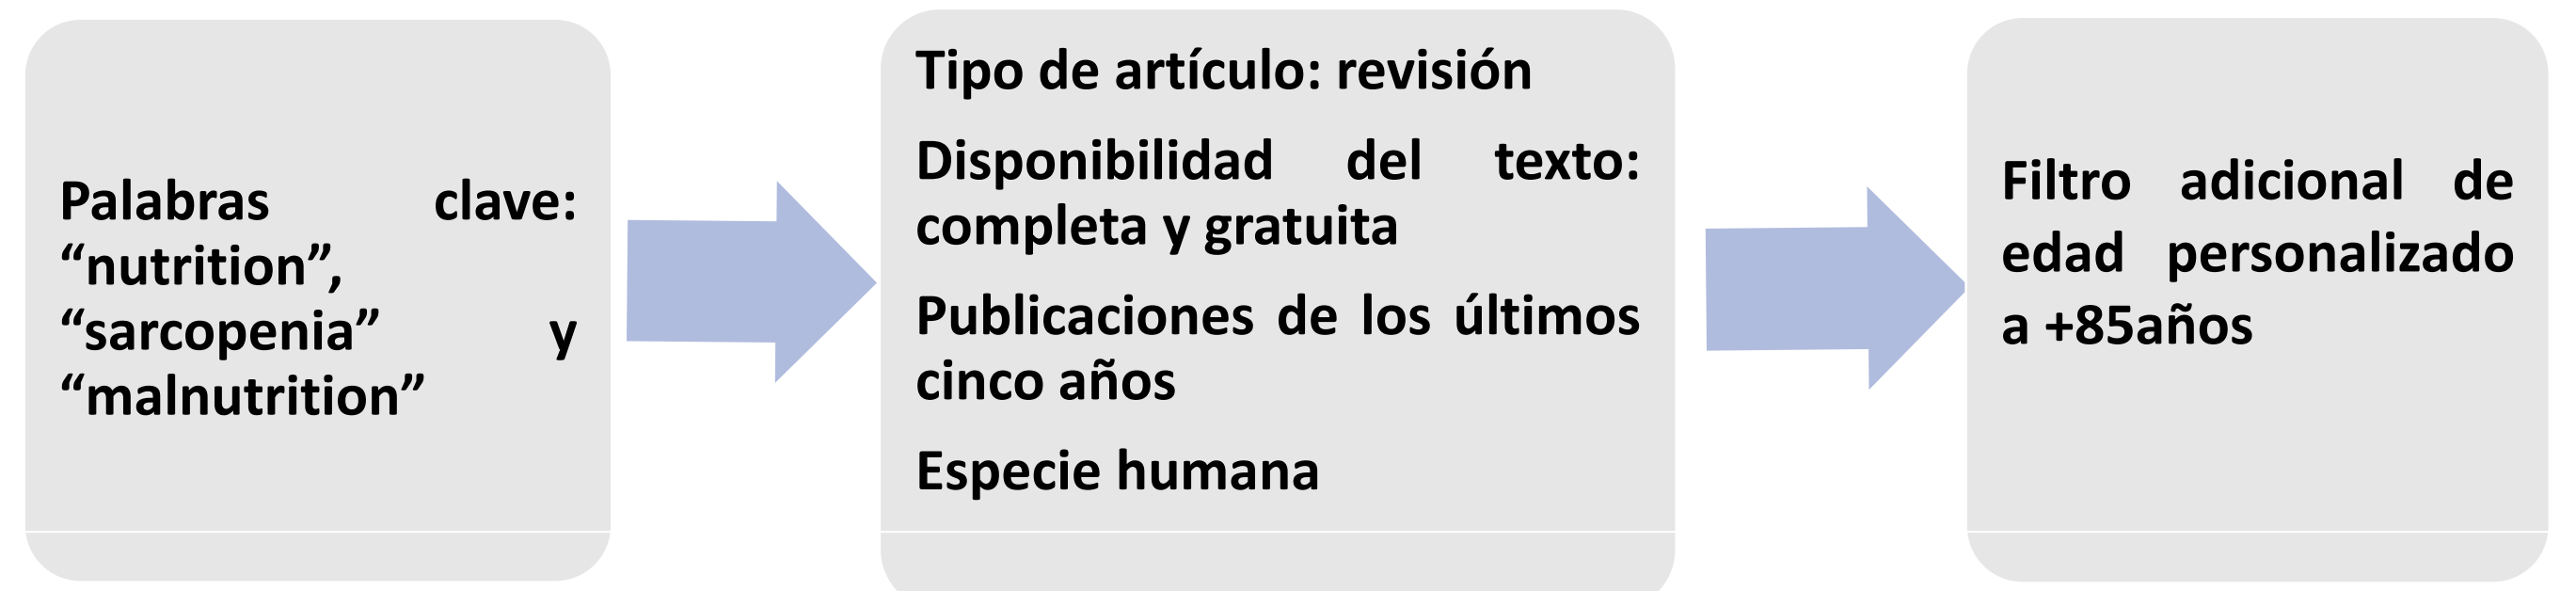 Palabras clave:
“nutrition”,
“sarcopenia” y
“malnutrition”
Tipo de artículo: revisión
Disponibilidad del texto:
completa y gratuita
Publicaciones de los últimos
cinco años
Especie humana
Filtro adicional de
edad personalizado
a +85años